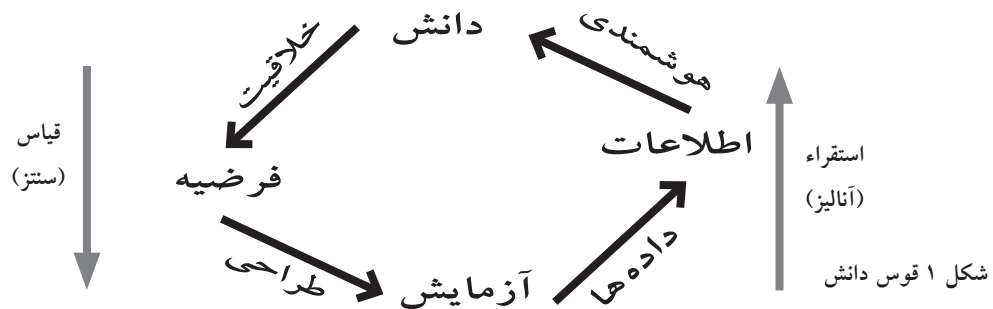 دانش
خلاقیت
هوشمندی
قیاس
(سنتز)
فرضیه
اطلاعات
استقراء
(آنالیز)
طراحی
آزمایش
داده‌ها
شکل ۱ قوس دانش